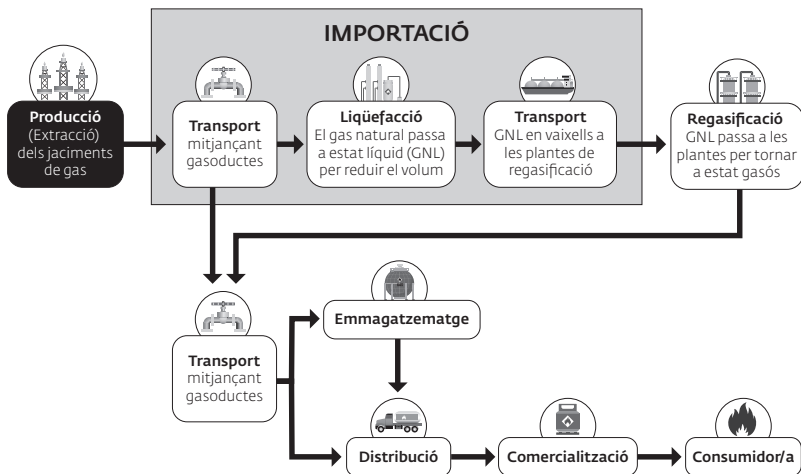 IMPORTACIÓ
Producció
(Extracció)
dels jaciments
de gas
Transport
mitjançant
gasoductes
Liqüefacció
El gas natural passa
a estat líquid (GNL)
per reduir el volum
Transport
GNL en vaixells a
les plantes de
regasificació
Regasificació
GNL passa a les
plantes per tornar
a estat gasós
Transport
mitjançant
gasoductes
Emmagatzematge
Distribució
Comercialització
Consumidor/a